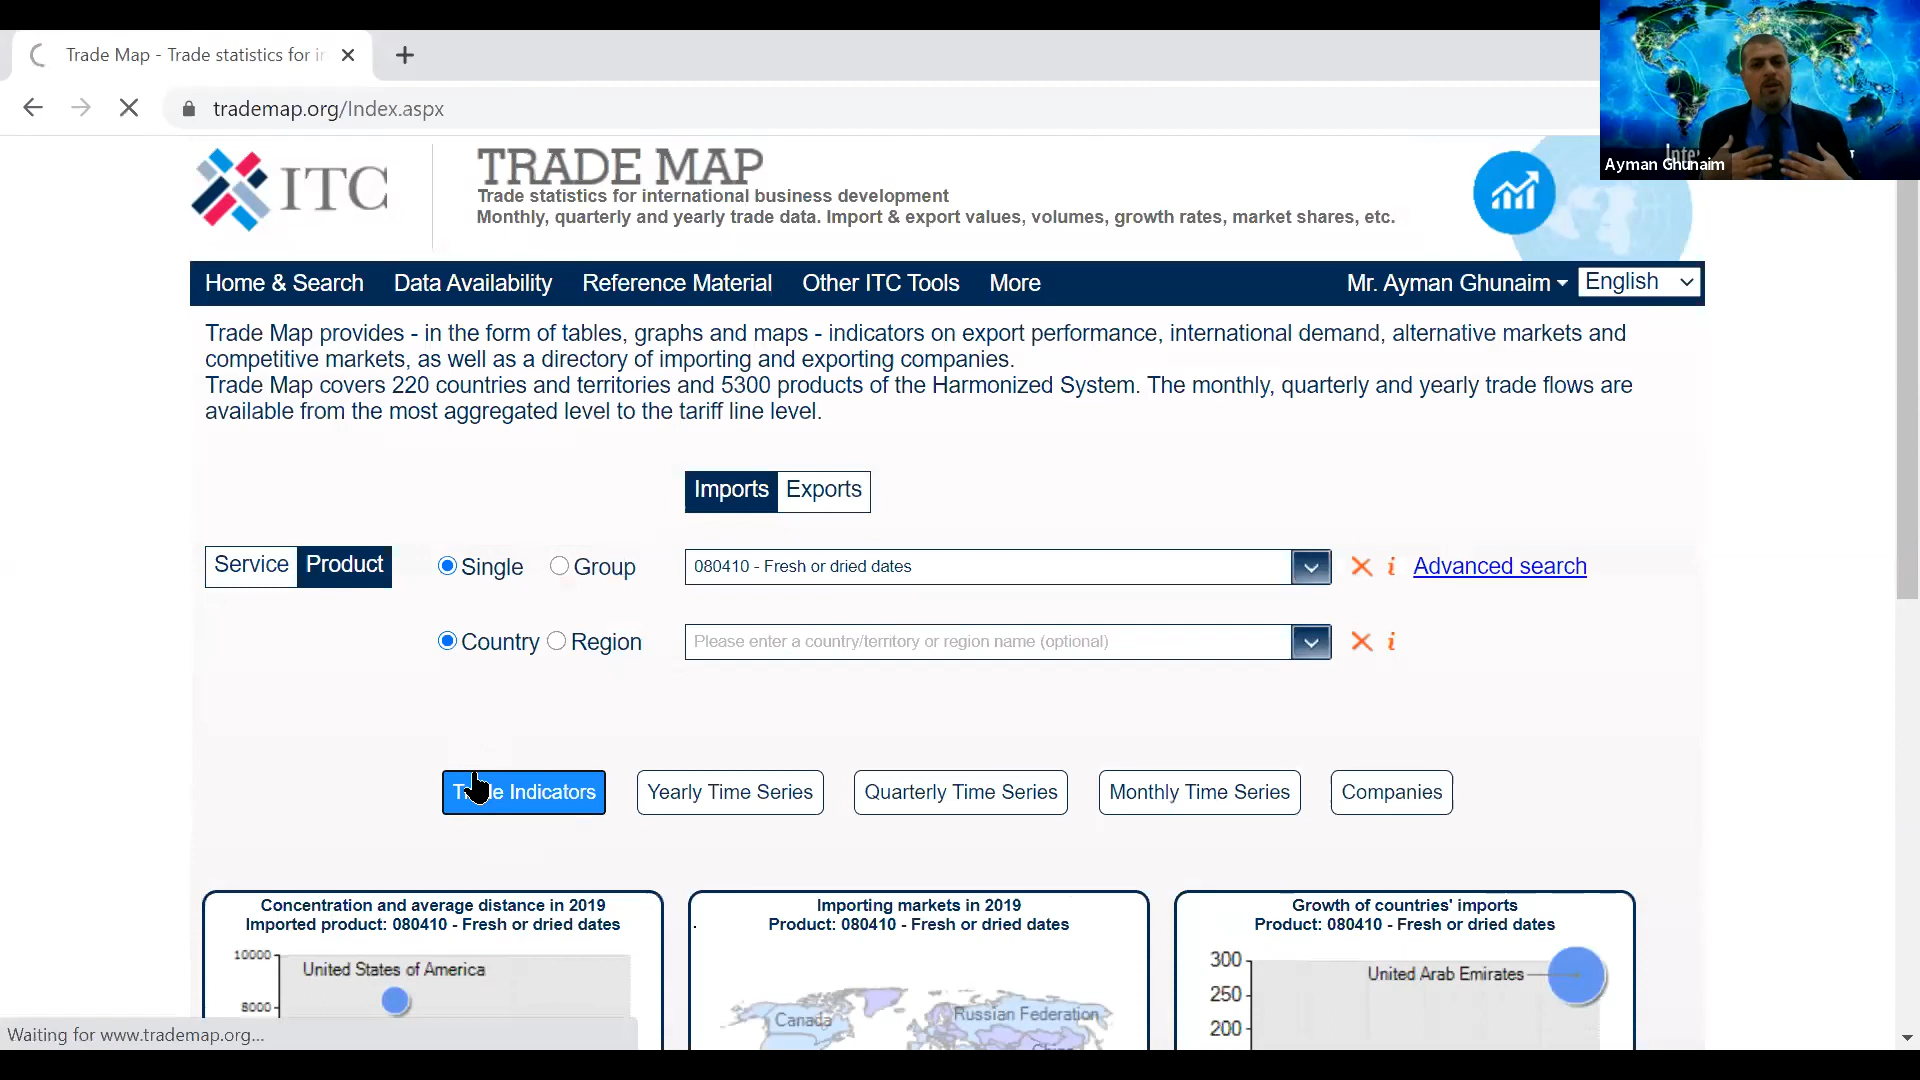 Trade Map - Trade statistics for in
trademap.org/Index.aspx
Ayman Ghunaim
ITC
TRADE MAP
Trade statistics for international business development
Monthly, quarterly and yearly trade data. Import & export values, volumes, growth rates, market shares, etc.
Home & Search Data Availability Reference Material Other ITC Tools More Mr. Ayman Ghunaim English
Trade Map provides - in the form of tables, graphs and maps - indicators on export performance, international demand, alternative markets and
competitive markets, as well as a directory of importing and exporting companies.
Trade Map covers 220 countries and territories and 5300 products of the Harmonized System. The monthly, quarterly and yearly trade flows are
available from the most aggregated level to the tariff line level.
Imports Exports
Service Product Single Group 080410 - Fresh or dried dates i Advanced search
Country Region Please enter a country/territory or region name (optional) i
Indicators Yearly Time Series Quarterly Time Series Monthly Time Series Companies
Concentration and average distance in 2019
Imported product: 080410 - Fresh or dried dates
10000
United States of America
8000
Importing markets in 2019
Product: 080410 - Fresh or dried dates
Canada
Russian Federation
Growth of countries' imports
Product: 080410 - Fresh or dried dates
300
United Arab Emirates
250
200
Waiting for www.trademap.org...